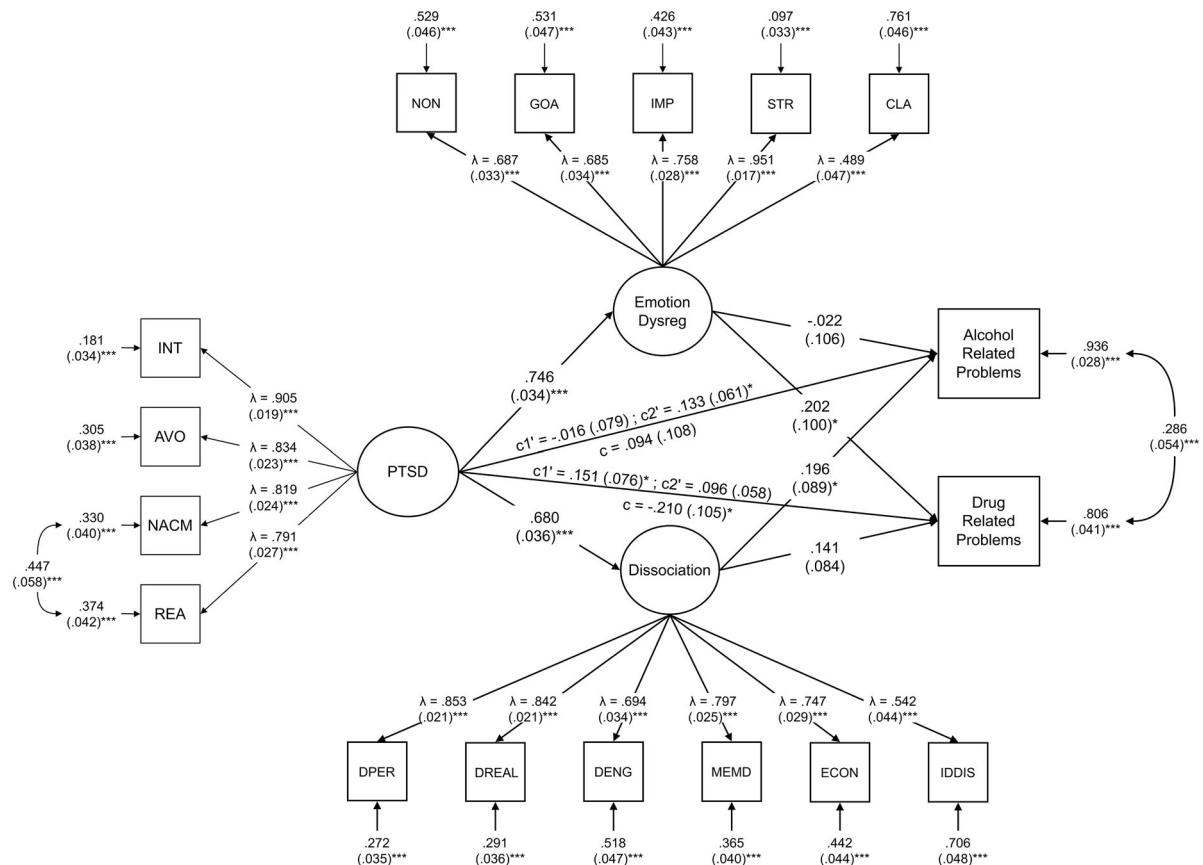 .529
(.046)***
.531
(.047)***
.426
(.043)***
.097
(.033)***
.761
(.046)***
NON
GOA
IMP
STR
CLA
λ = .687
(.033)***
λ = .685
(.034)***
λ = .758
(.028)***
λ = .951
(.017)***
λ = .489
(.047)***
Emotion
Dysreg
.181
(.034)***
INT
.305
(.038)***
AVO
.330
(.040)***
NACM
.374
(.042)***
REA
.447
(.058)***
λ = .905
(.019)***
λ = .834
(.023)***
λ = .819
(.024)***
λ = .791
(.027)***
PTSD
.746
(.034)***
-.022
(.106)
c1' = -.016 (.079) ; c2' = .133 (.061)*
c = .094 (.108)
.202
(.100)*
c1' = .151 (.076)* ; c2' = .096 (.058)
c = -.210 (.105)*
.196
(.089)*
.680
(.036)***
.141
(.084)
Dissociation
Alcohol
Related
Problems
.936
(.028)***
Drug
Related
Problems
.806
(.041)***
.286
(.054)***
λ = .853
(.021)***
λ = .842
(.021)***
λ = .694
(.034)***
λ = .797
(.025)***
λ = .747
(.029)***
λ = .542
(.044)***
DPER
DREAL
DENG
MEMD
ECON
IDDIS
.272
(.035)***
.291
(.036)***
.518
(.047)***
.365
(.040)***
.442
(.044)***
.706
(.048)***